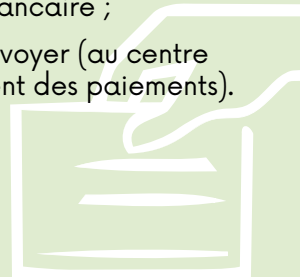 ancaire ;
voyer (au centre
nt des paiements).